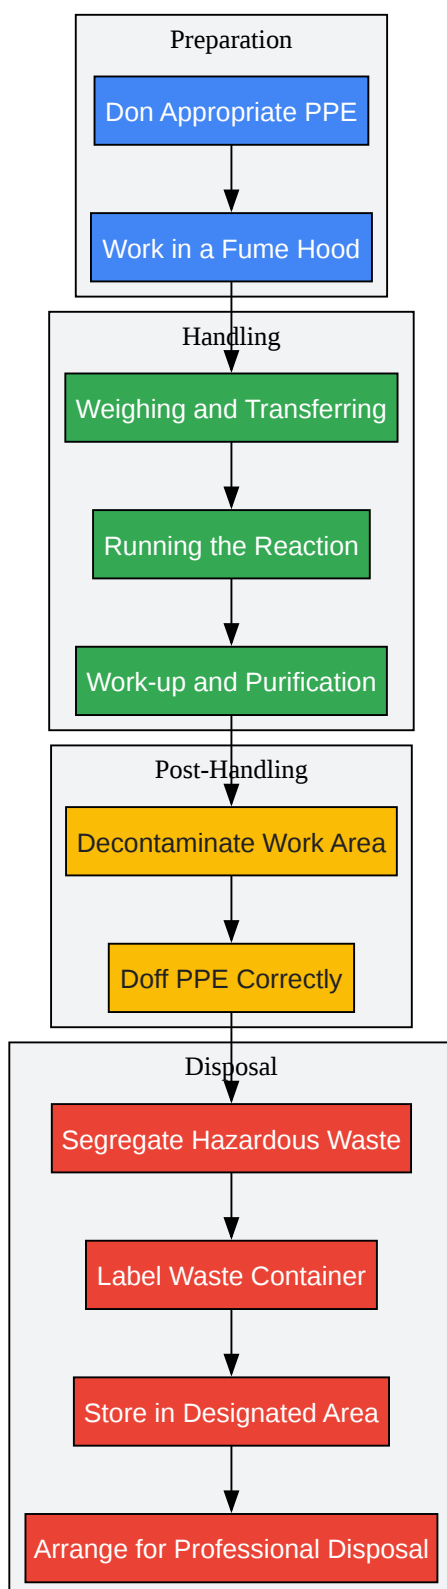 Preparation
Don Appropriate PPE
Work in a Fume Hood
Handling
Weighing and Transferring
Running the Reaction
Work-up and Purification
Post-Handling
Decontaminate Work Area
Doff PPE Correctly
Disposal
Segregate Hazardous Waste
Label Waste Container
Store in Designated Area
Arrange for Professional Disposal